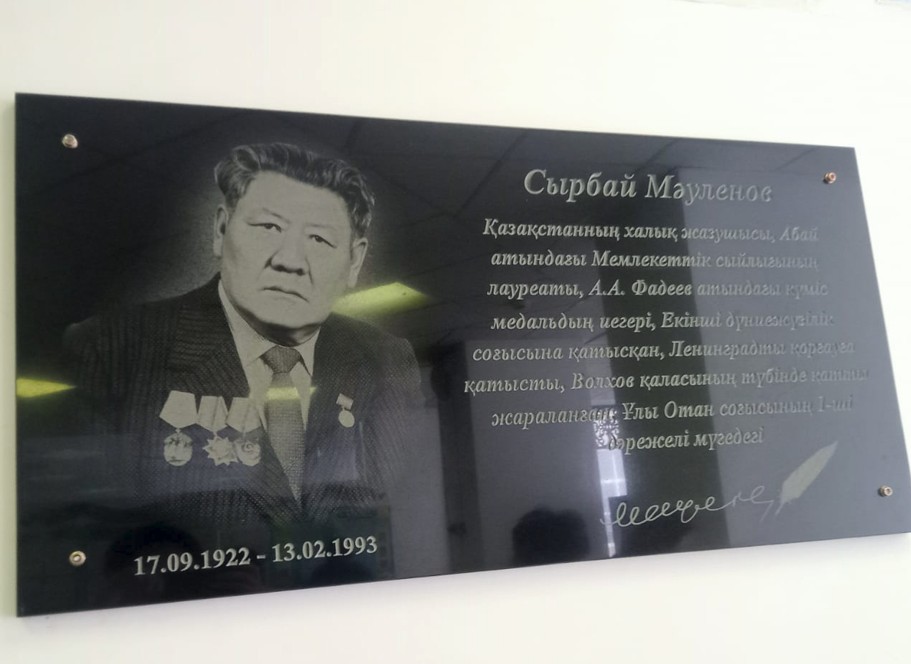 Сырбай Мәуленов
Қазақстанның халық жазушысы, Абай
атындағы Мемлекеттік сыйлығының
лауреаты, А.А. Фадеев атындағы күміс
медальдың иегері, Екінші дүниежүзілік
соғысына қатысқан, Ленинградты қорғауға
қатысты, Волхов қаласының түбінде қатты
жараланған. Ұлы Отан соғысының 1-ші
дәрежелі мүгедегі
17.09.1922 - 13.02.1993